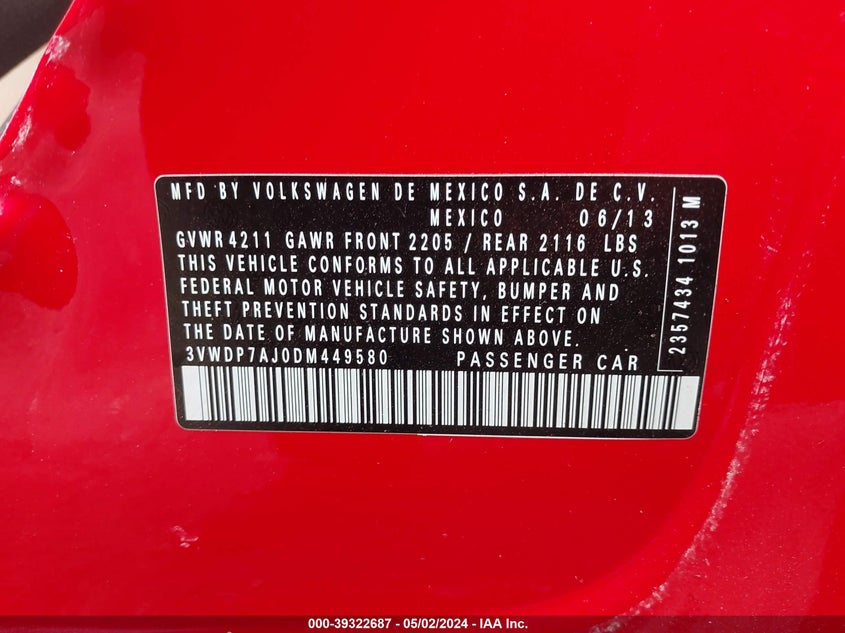 MFD BY VOLKSWAGEN DE MEXICO S.A. DE C.V.
MEXICO 06/13
GVWR 4211 GAWR FRONT 2205 / REAR 2116 LBS
THIS VEHICLE CONFORMS TO ALL APPLICABLE U.S.
FEDERAL MOTOR VEHICLE SAFETY, BUMPER AND
THEFT PREVENTION STANDARDS IN EFFECT ON
THE DATE OF MANUFACTURE SHOWN ABOVE.
3VWDP7AJ0DM449580 PASSENGER CAR
2357434 1013 M
000-39322687 - 05/02/2024 - IAA Inc.